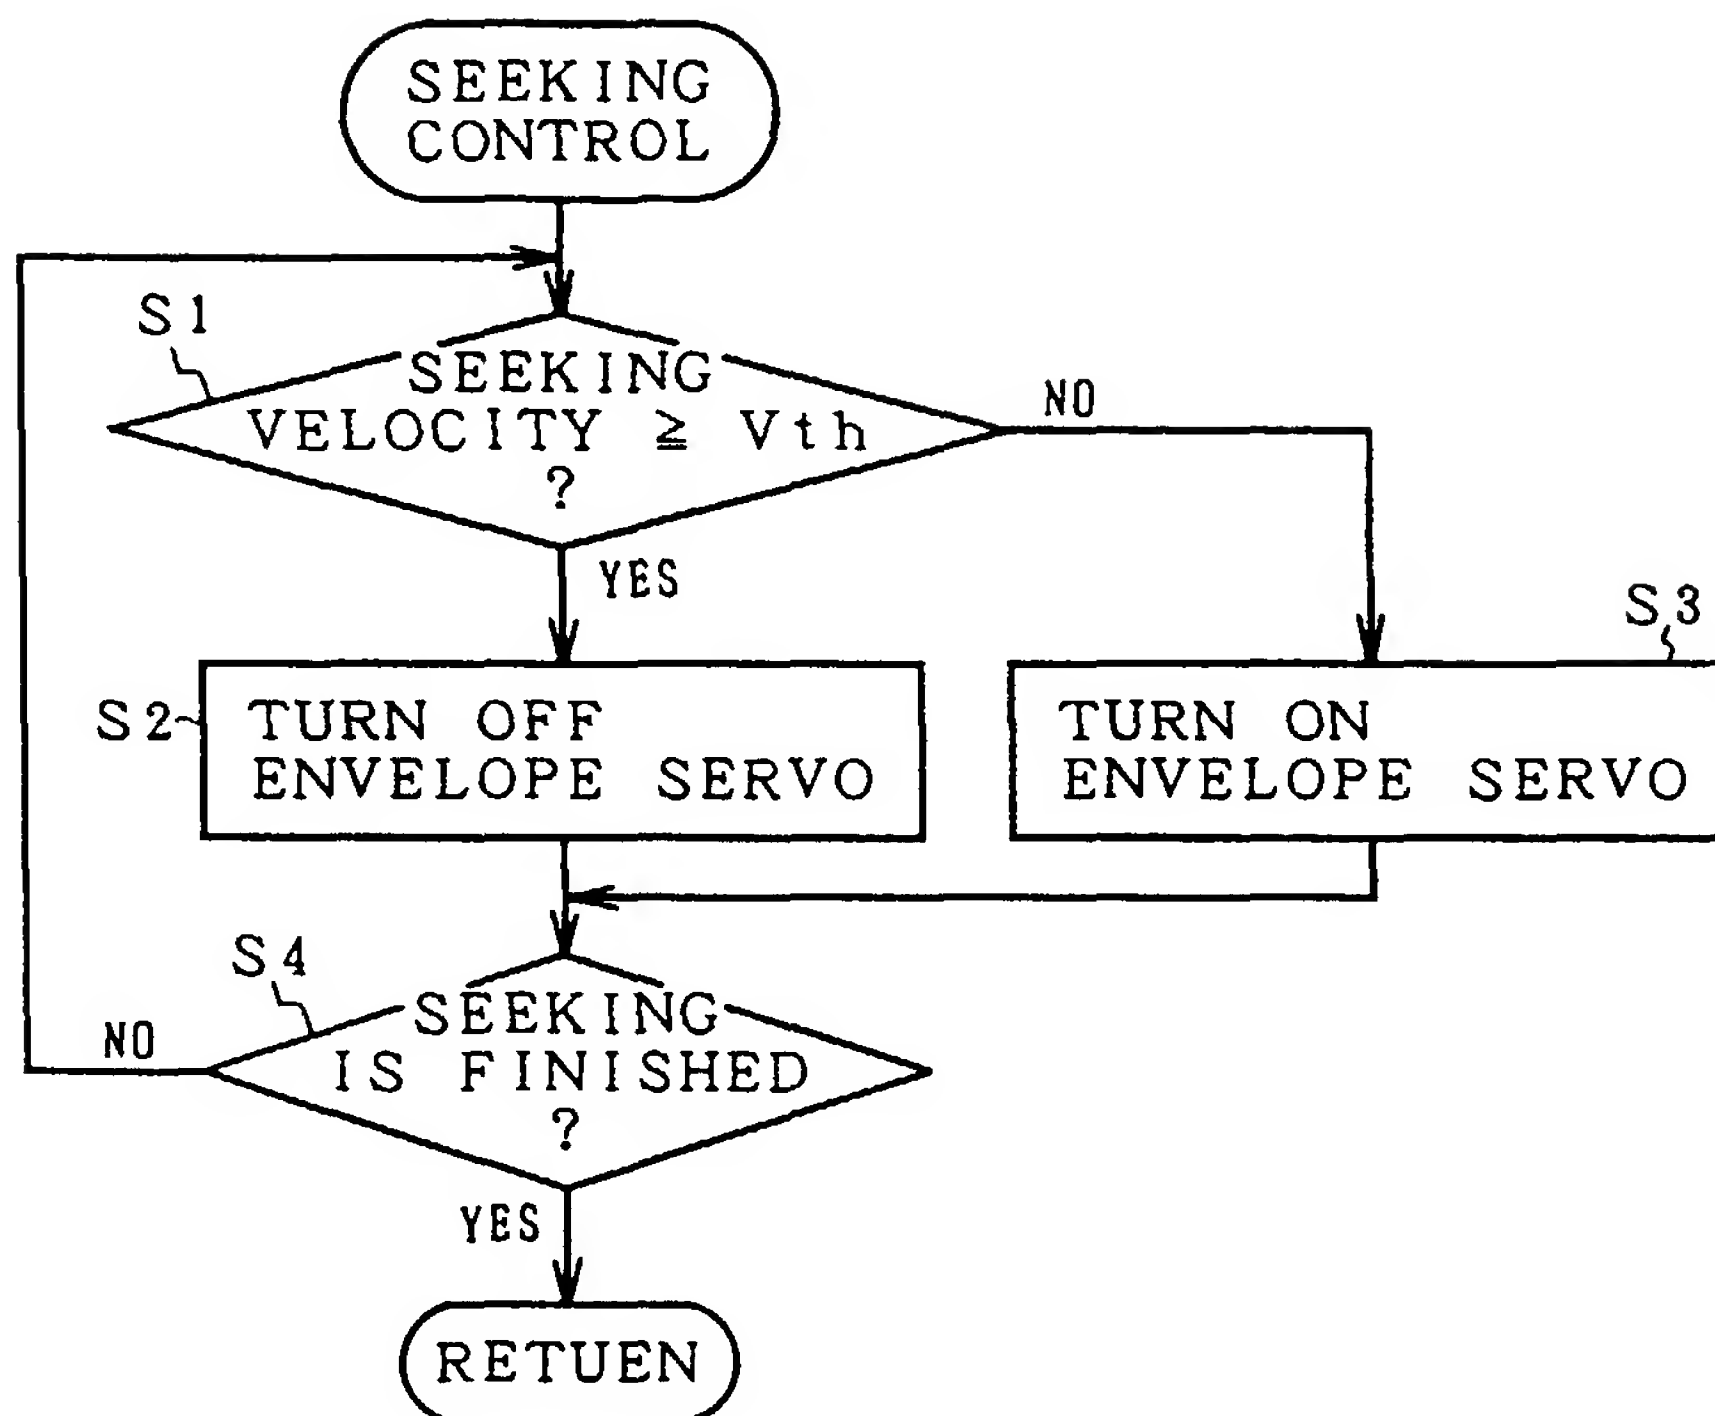 SEEKING
CONTROL
S1
SEEKING
VELOCITY ≧ Vth
?
NO
YES
S2
TURN OFF
ENVELOPE SERVO
S3
TURN ON
ENVELOPE SERVO
S4
SEEKING
IS FINISHED
?
NO
YES
RETUEN